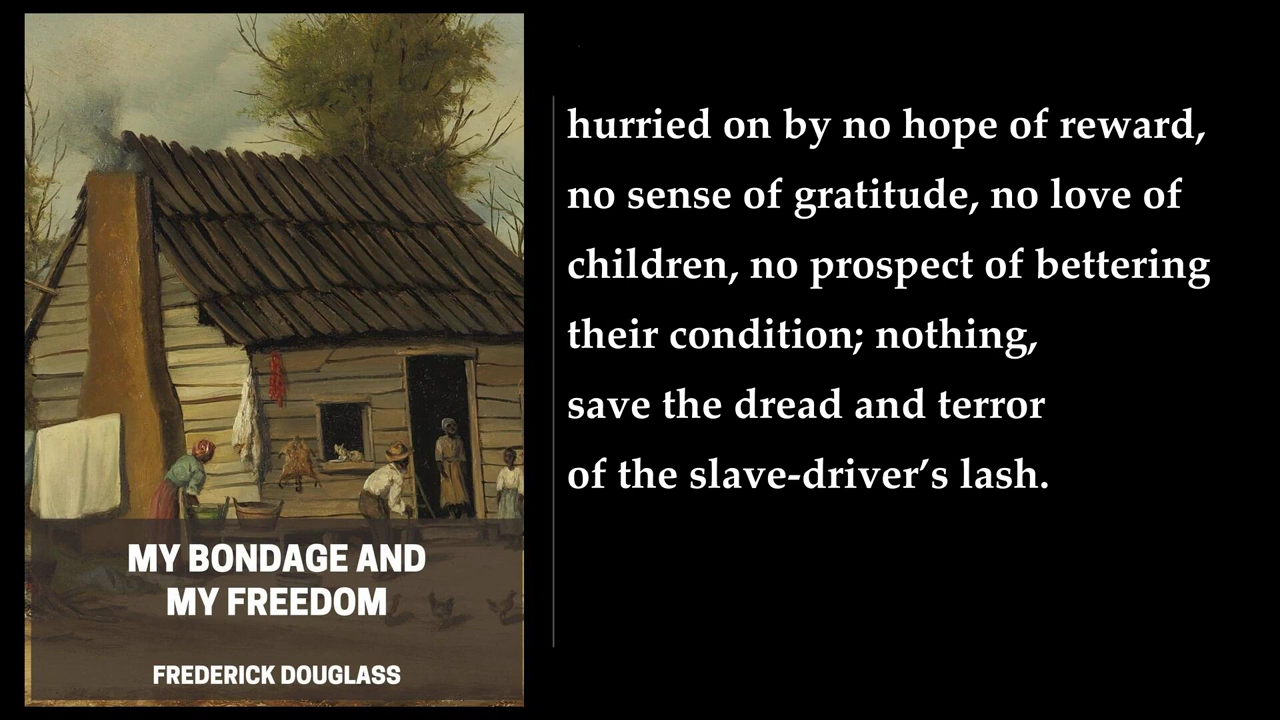 MY BONDAGE AND
MY FREEDOM
FREDERICK DOUGLASS
hurried on by no hope of reward,
no sense of gratitude, no love of
children, no prospect of bettering
their condition; nothing,
save the dread and terror
of the slave-driver’s lash.